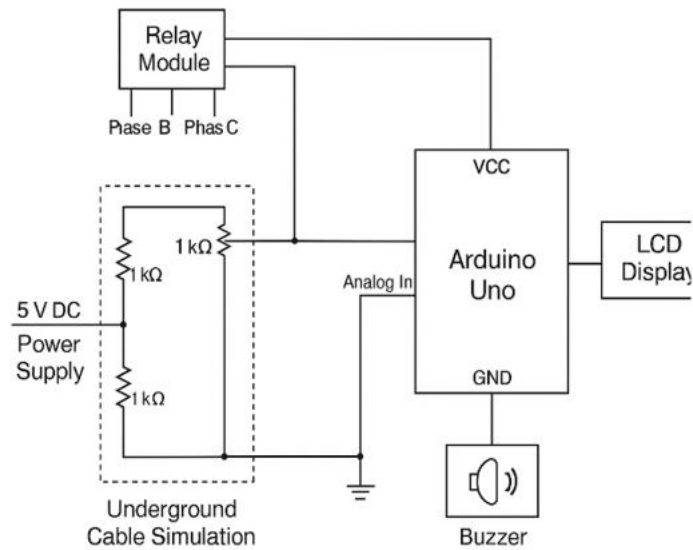 Relay
Module
Pıase B Phas C
VCC
1 kΩ
1 kΩ
LCD
Display
Arduino
Uno
Analog In
5 V DC
Power
Supply
1 kΩ
GND
Underground
Cable Simulation
Buzzer